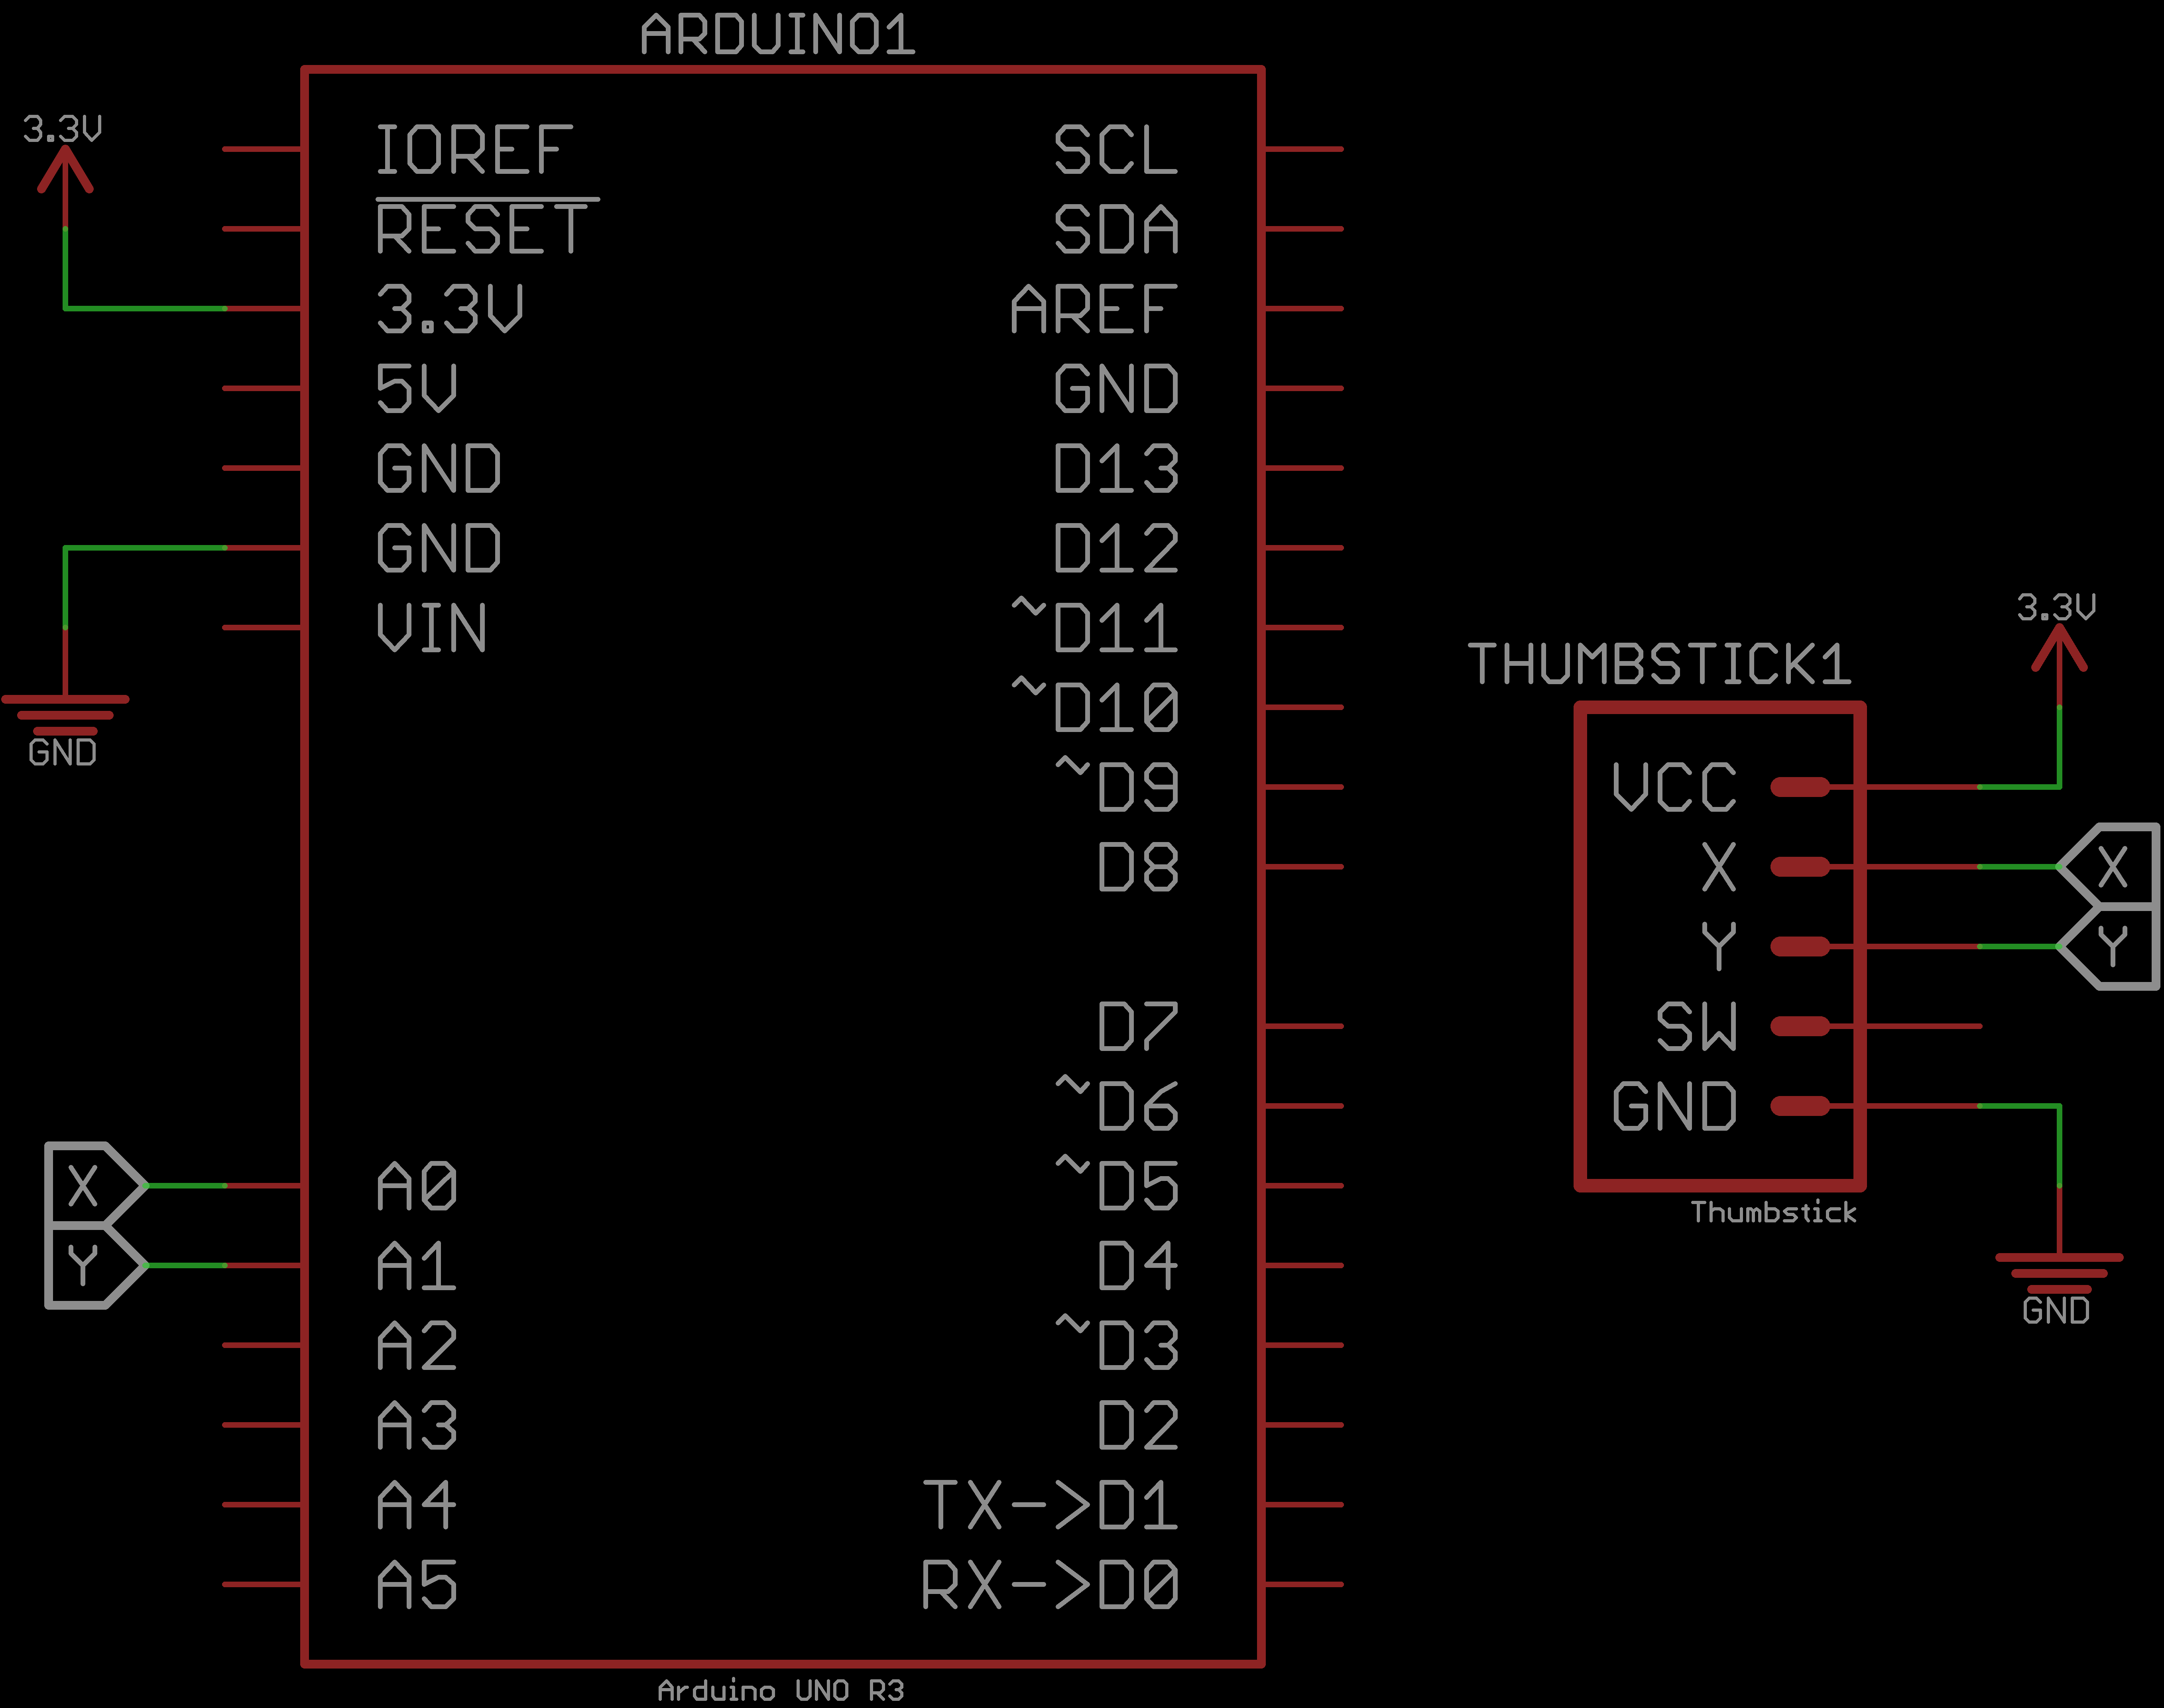 ARDUINO1
3.3V
IOREF
SCL
RESET
SDA
3.3V
AREF
5V
GND
GND
D13
GND
D12
VIN
~D11
~D10
GND
~D9
D8
D7
~D6
X
A0
~D5
Y
A1
D4
A2
~D3
A3
D2
A4
TX->D1
A5
RX->D0
Arduino UNO R3
3.3V
THUMBSTICK1
VCC
X
X
Y
Y
SW
GND
Thumbstick
GND